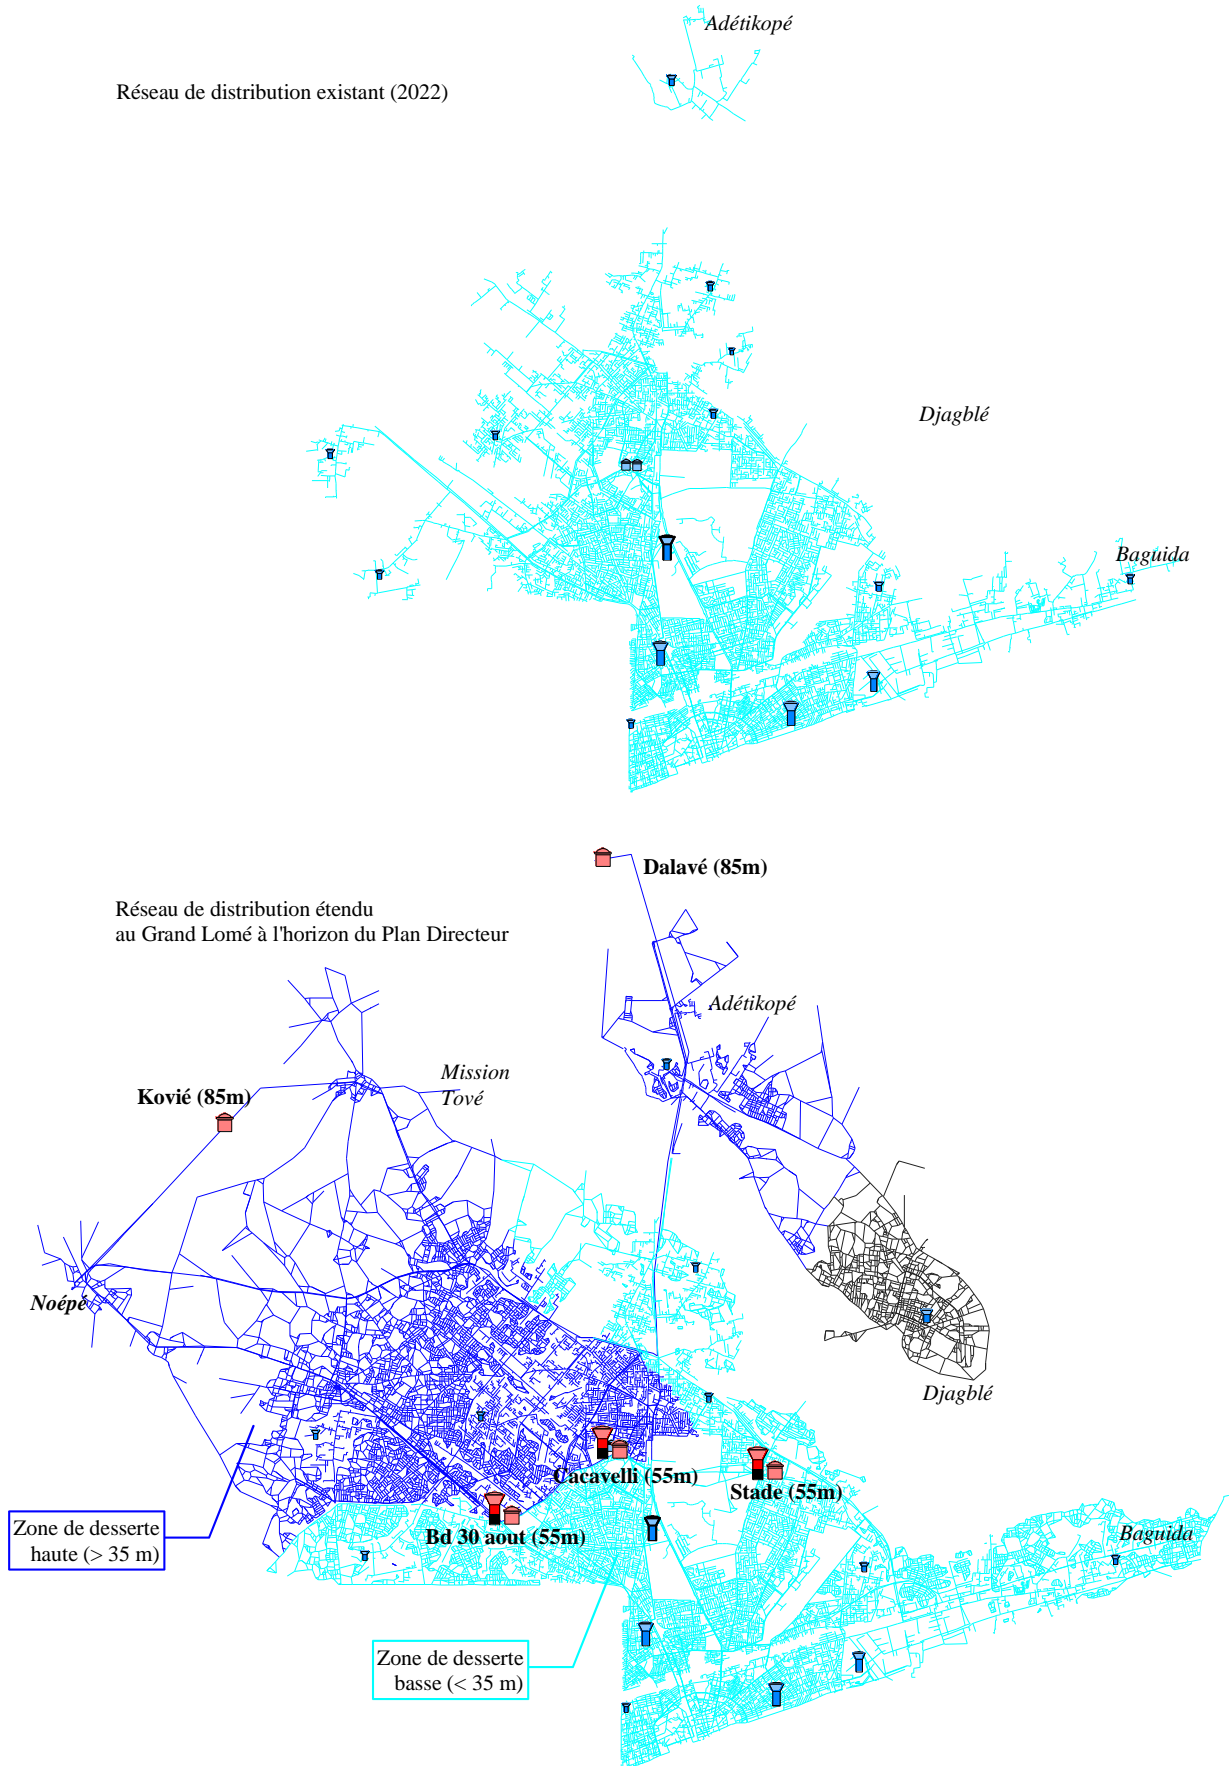 Adétikopé
Réseau de distribution existant (2022)
Djagblé
Baguida
Dalavé (85m)
Réseau de distribution étendu
au Grand Lomé à l'horizon du Plan Directeur
Adétikopé
Mission
Tové
Kovié (85m)
Noépé
Djagblé
Cacavelli (55m)
Stade (55m)
Bd 30 aout (55m)
Zone de desserte
haute (> 35 m)
Baguida
Zone de desserte
basse (< 35 m)